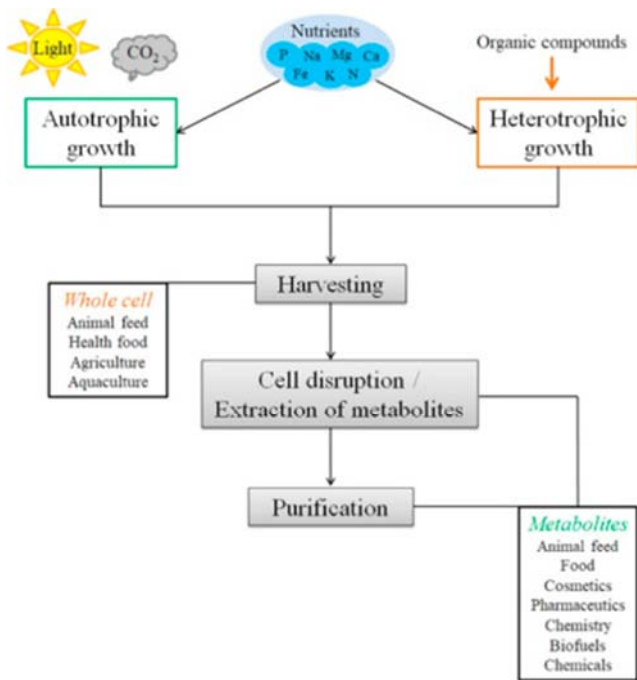 Light
CO2
Nutrients
P Na Mg Ca
Fe K N
Organic compounds
Autotrophic
growth
Heterotrophic
growth
Harvesting
Whole cell
Animal feed
Health food
Agriculture
Aquaculture
Cell disruption /
Extraction of metabolites
Purification
Metabolites
Animal feed
Food
Cosmetics
Pharmaceutics
Chemistry
Biofuels
Chemicals